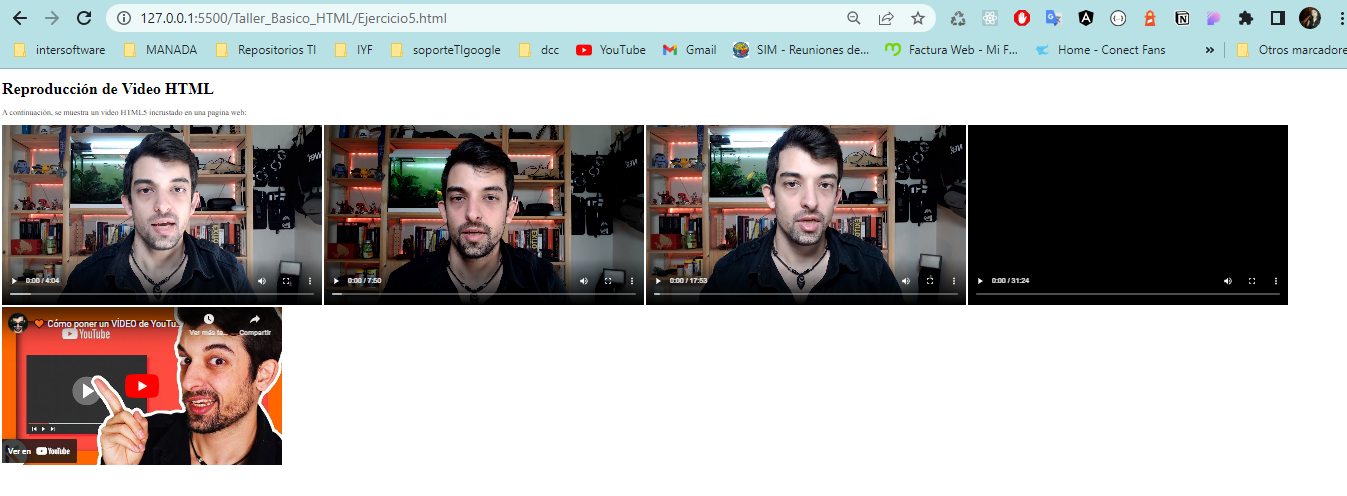 127.0.0.1:5500/Taller_Basico_HTML/Ejercicio5.html
intersoftware MANADA Repositorios TI IYF soporteTIgoogle dcc YouTube Gmail SIM - Reuniones de... Factura Web - Mi F... Home - Conect Fans » Otros marcadore
Reproducción de Video HTML
A continuación, se muestra un video HTML5 incrustado en una pagina web:
0:00 / 4:04 0:00 / 7:50 0:00 / 17:53 0:00 / 31:24
Cómo poner un VÍDEO de YouTu...
Ver más ta... Compartir
YouTube
Ver en YouTube